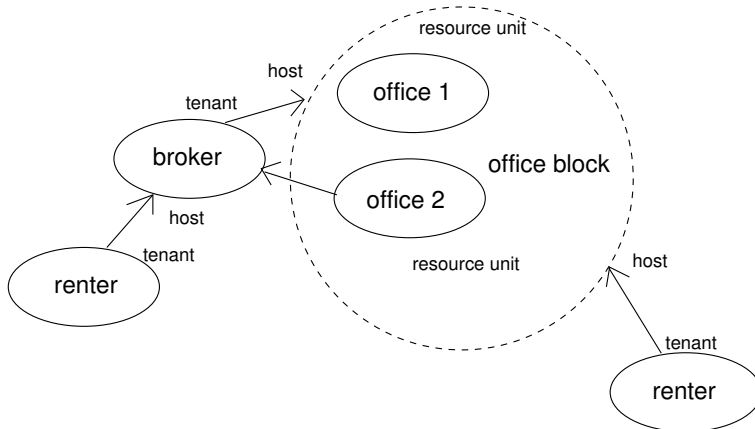 resource unit
host
office 1
tenant
broker
office block
office 2
host
tenant
resource unit
host
renter
tenant
renter